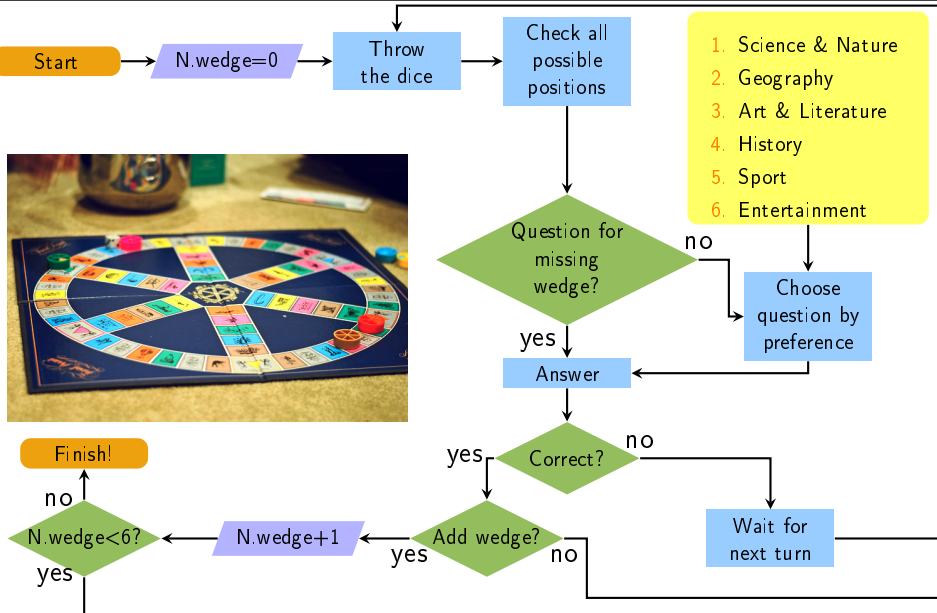 Start
N.wedge=0
Throw
the dice
Check all
possible
positions
1. Science & Nature
2. Geography
3. Art & Literature
4. History
5. Sport
6. Entertainment
Question for
missing
wedge?
no
yes
Choose
question by
preference
Answer
Correct?
yes
no
Wait for
next turn
Add wedge?
yes
no
N.wedge+1
N.wedge<6?
no
yes
Finish!